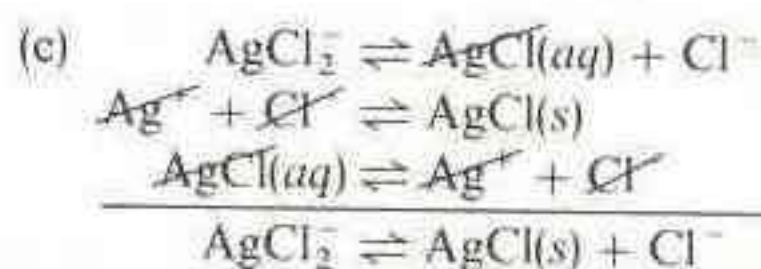 (c) AgCl₂⁻ ⇌ AgCl(aq) + Cl⁻
Ag⁺ + Cl⁻ ⇌ AgCl(s)
AgCl(aq) ⇌ Ag⁺ + Cl⁻
AgCl₂⁻ ⇌ AgCl(s) + Cl⁻